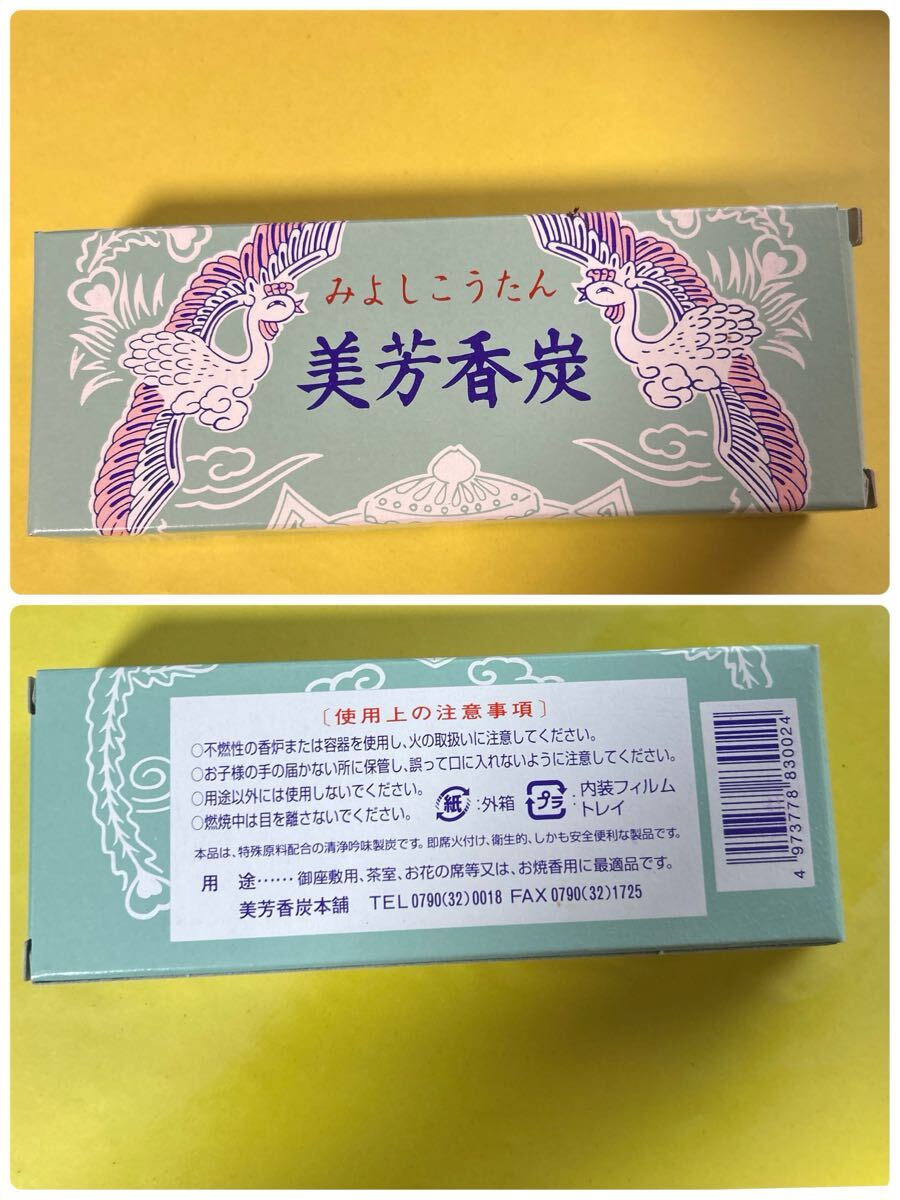 みよしこうたん
美芳香炭
〔使用上の注意事項〕
○不燃性の香炉または容器を使用し、火の取扱いに注意してください。
○お子様の手の届かない所に保管し、誤って口に入れないように注意してください。
○用途以外には使用しないでください。
○燃焼中は目を離さないでください。
紙:外箱 プラ:内装フィルム
トレイ
本品は、特殊原料配合の清浄吟味製炭です。即席火付け、衛生的、しかも安全便利な製品です。
用 途……御座敷用、茶室、お花の席等又は、お焼香用に最適品です。
美芳香炭本舗 TEL0790(32)0018 FAX0790(32)1725
4 973778 830024